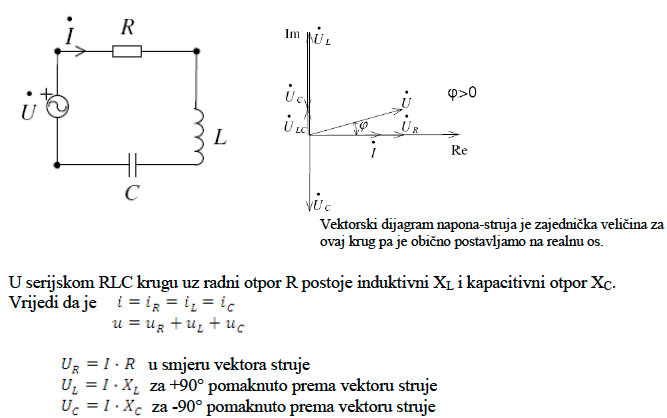 İ R
U̇ +
L
C
Im U̇L
U̇C
U̇LC
φ
U̇
U̇R
φ>0
İ
Re
U̇C
Vektorski dijagram napona-struja je zajednička veličina za
ovaj krug pa je obično postavljamo na realnu os.
U serijskom RLC krugu uz radni otpor R postoje induktivni XL i kapacitivni otpor XC.
Vrijedi da je i = iR = iL = iC
u = uR + uL + uC
UR = I · R u smjeru vektora struje
UL = I · XL za +90° pomaknuto prema vektoru struje
UC = I · XC za -90° pomaknuto prema vektoru struje